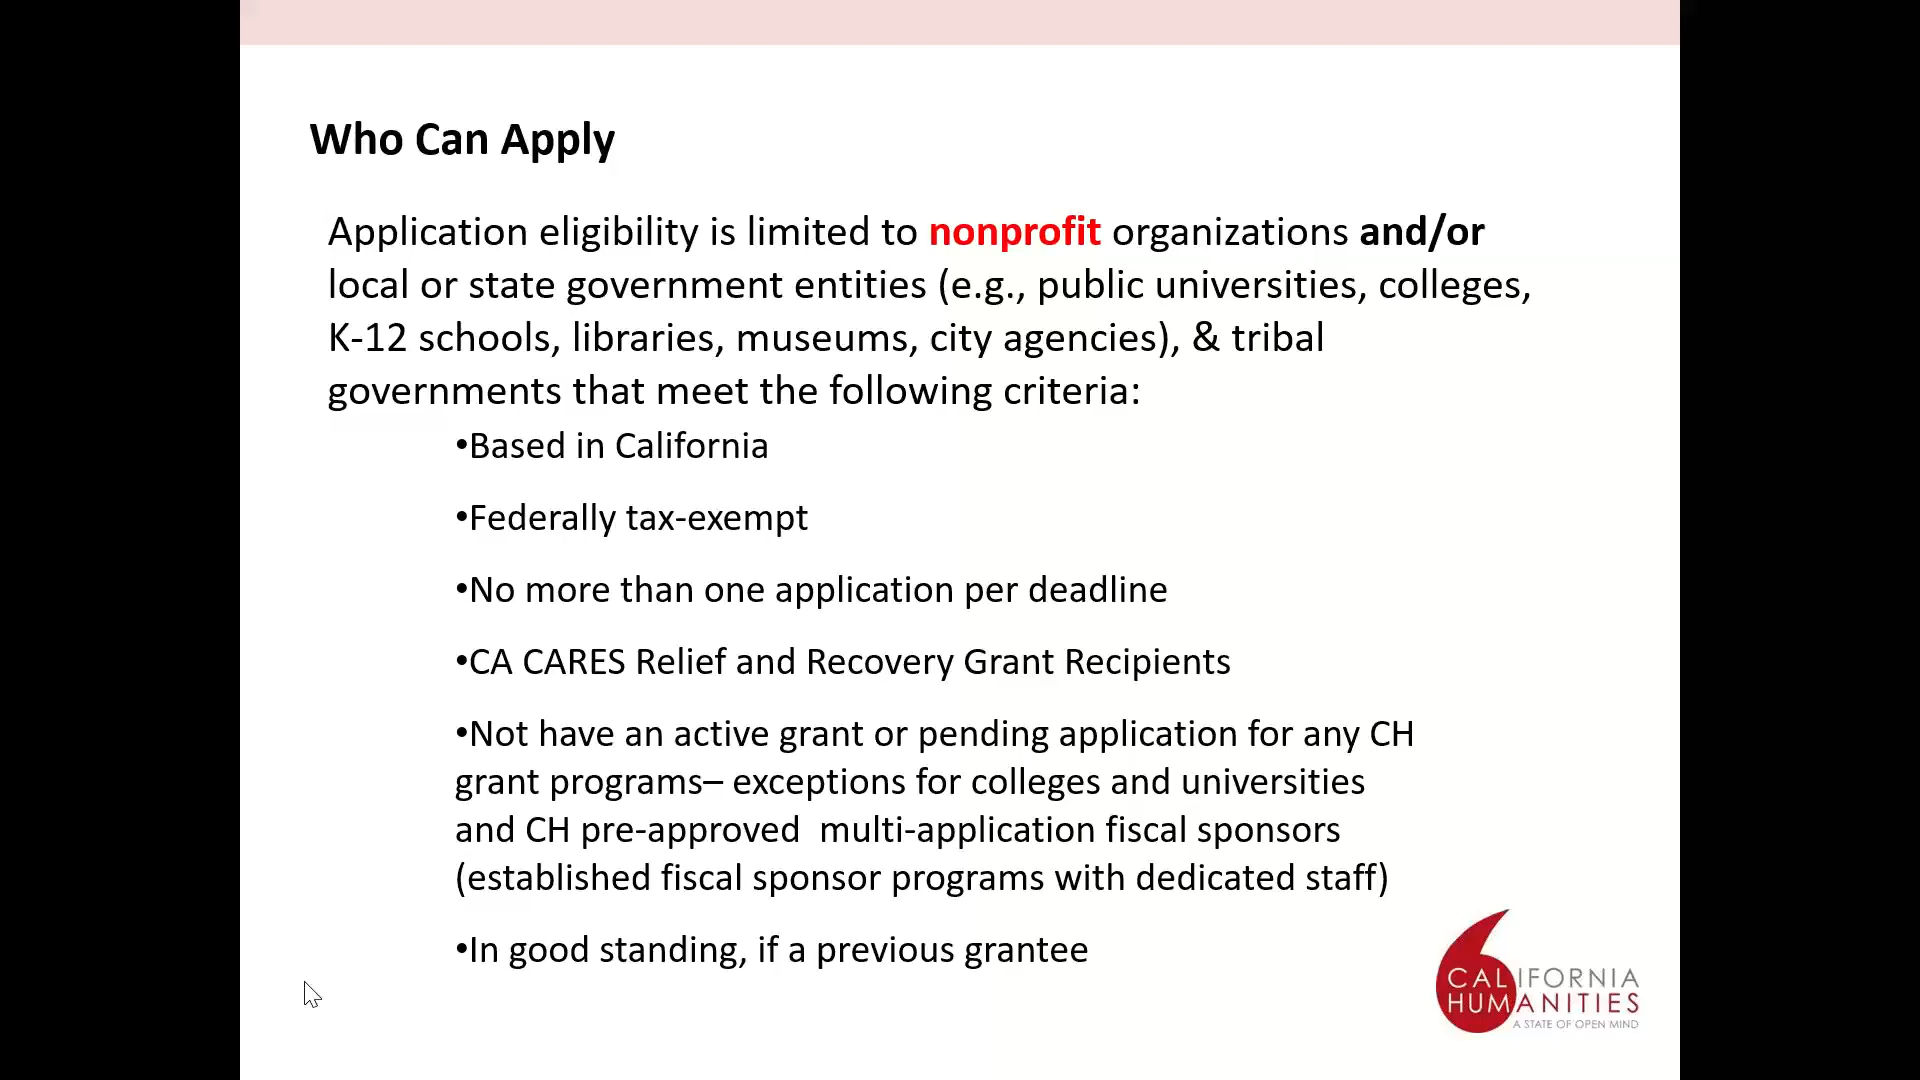 Who Can Apply
Application eligibility is limited to nonprofit organizations and/or
local or state government entities (e.g., public universities, colleges,
K-12 schools, libraries, museums, city agencies), & tribal
governments that meet the following criteria:
•Based in California
•Federally tax-exempt
•No more than one application per deadline
•CA CARES Relief and Recovery Grant Recipients
•Not have an active grant or pending application for any CH
grant programs– exceptions for colleges and universities
and CH pre-approved  multi-application fiscal sponsors
(established fiscal sponsor programs with dedicated staff)
•In good standing, if a previous grantee
CALIFORNIA
HUMANITIES
A STATE OF OPEN MIND